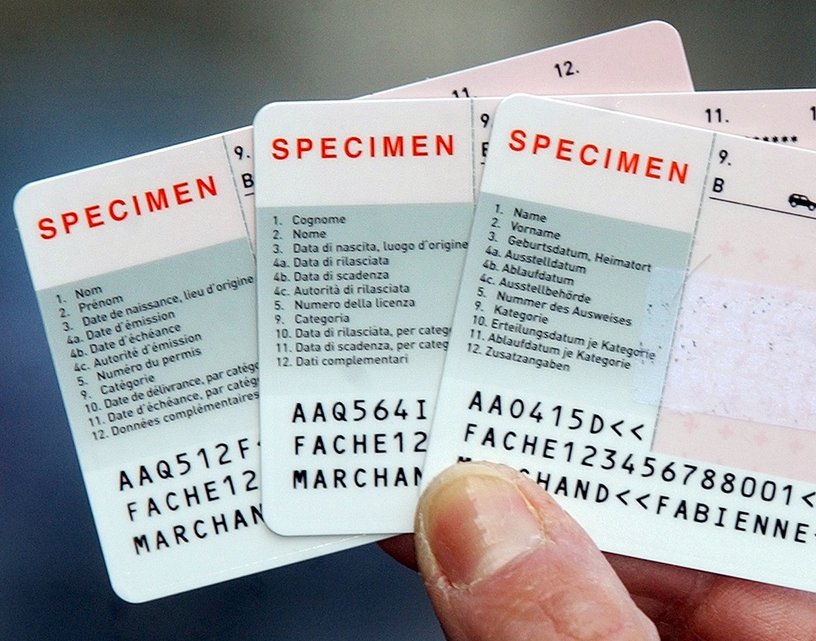 SPECIMEN
1. Nom
2. Prénom
3. Date de naissance, lieu d'origine
4a. Date d'émission
4b. Date d'échéance
4c. Autorité d'émission
5. Numéro du permis
9. Catégorie
10. Date de délivrance, par catég
11. Date d'échéance, par catég
12. Données complémentaires
AAQ512F<
FACHE12
MARCHAN
9.
B
11.
12.
SPECIMEN
1. Cognome
2. Nome
3. Data di nascita, luogo d'origine
4a. Data di rilasciata
4b. Data di scadenza
4c. Autorità di rilasciata
5. Numero della licenza
9. Categoria
10. Data di rilasciata, per categ
11. Data di scadenza, per categ
12. Dati complementari
AAQ564I
FACHE12
MARCHAN
9.
11.
SPECIMEN
1. Name
2. Vorname
3. Geburtsdatum, Heimatort
4a. Ausstelldatum
4b. Ablaufdatum
4c. Ausstellbehörde
5. Nummer des Ausweises
9. Kategorie
10. Erteilungsdatum je Kategorie
11. Ablaufdatum je Kategorie
12. Zusatzangaben
AA0415D<<
FACHE123456788001<
HAND<<FABIENNE
9.
B